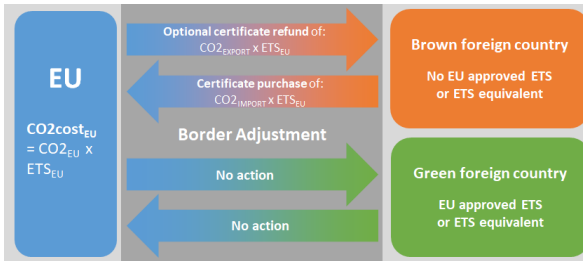 EU
CO2cost_EU
= CO2_EU x
ETS_EU
Optional certificate refund of:
CO2_EXPORT x ETS_EU
Certificate purchase of:
CO2_IMPORT x ETS_EU
Border Adjustment
No action
No action
Brown foreign country
No EU approved ETS
or ETS equivalent
Green foreign country
EU approved ETS
or ETS equivalent